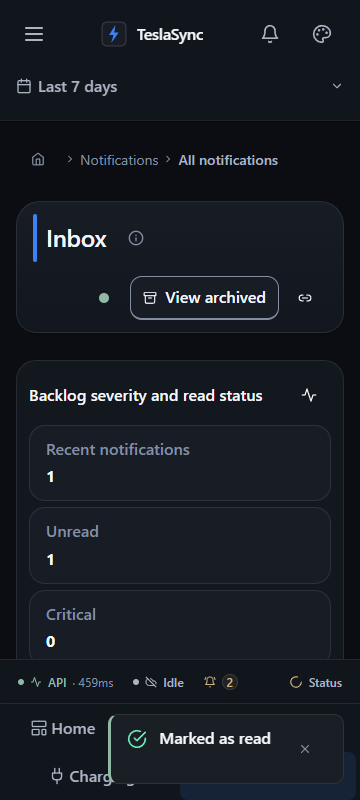 TeslaSync
Last 7 days
Notifications
All notifications
Inbox
View archived
Backlog severity and read status
Recent notifications
1
Unread
1
Critical
0
API · 459ms
Idle
2
Status
Home
Marked as read